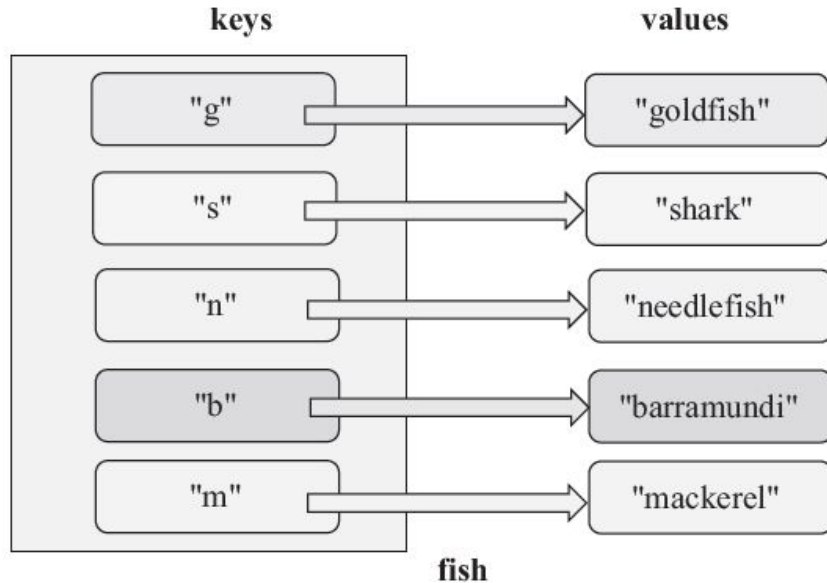 keys values
"g" "goldfish"
"s" "shark"
"n" "needlefish"
"b" "barramundi"
"m" "mackerel"
fish